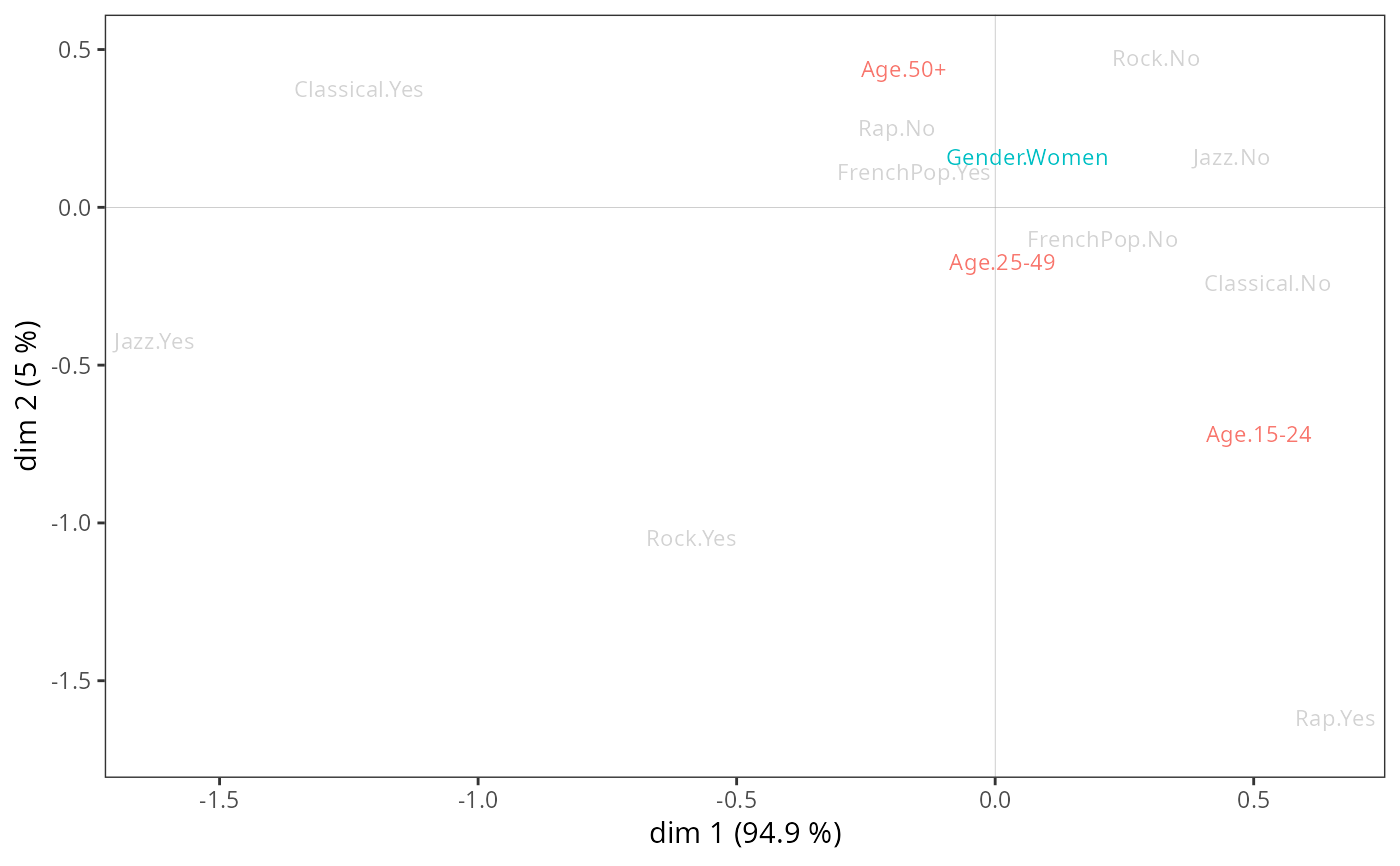 0.5
Rock.No
Age.50+
Classical.Yes
Rap.No
Gender.Women
Jazz.No
FrenchPop.Yes
0.0
FrenchPop.No
Age.25-49
Classical.No
Jazz.Yes
-0.5
Age.15-24
-1.0
Rock.Yes
-1.5
Rap.Yes
-1.5 -1.0 -0.5 0.0 0.5
dim 1 (94.9 %)
dim 2 (5 %)